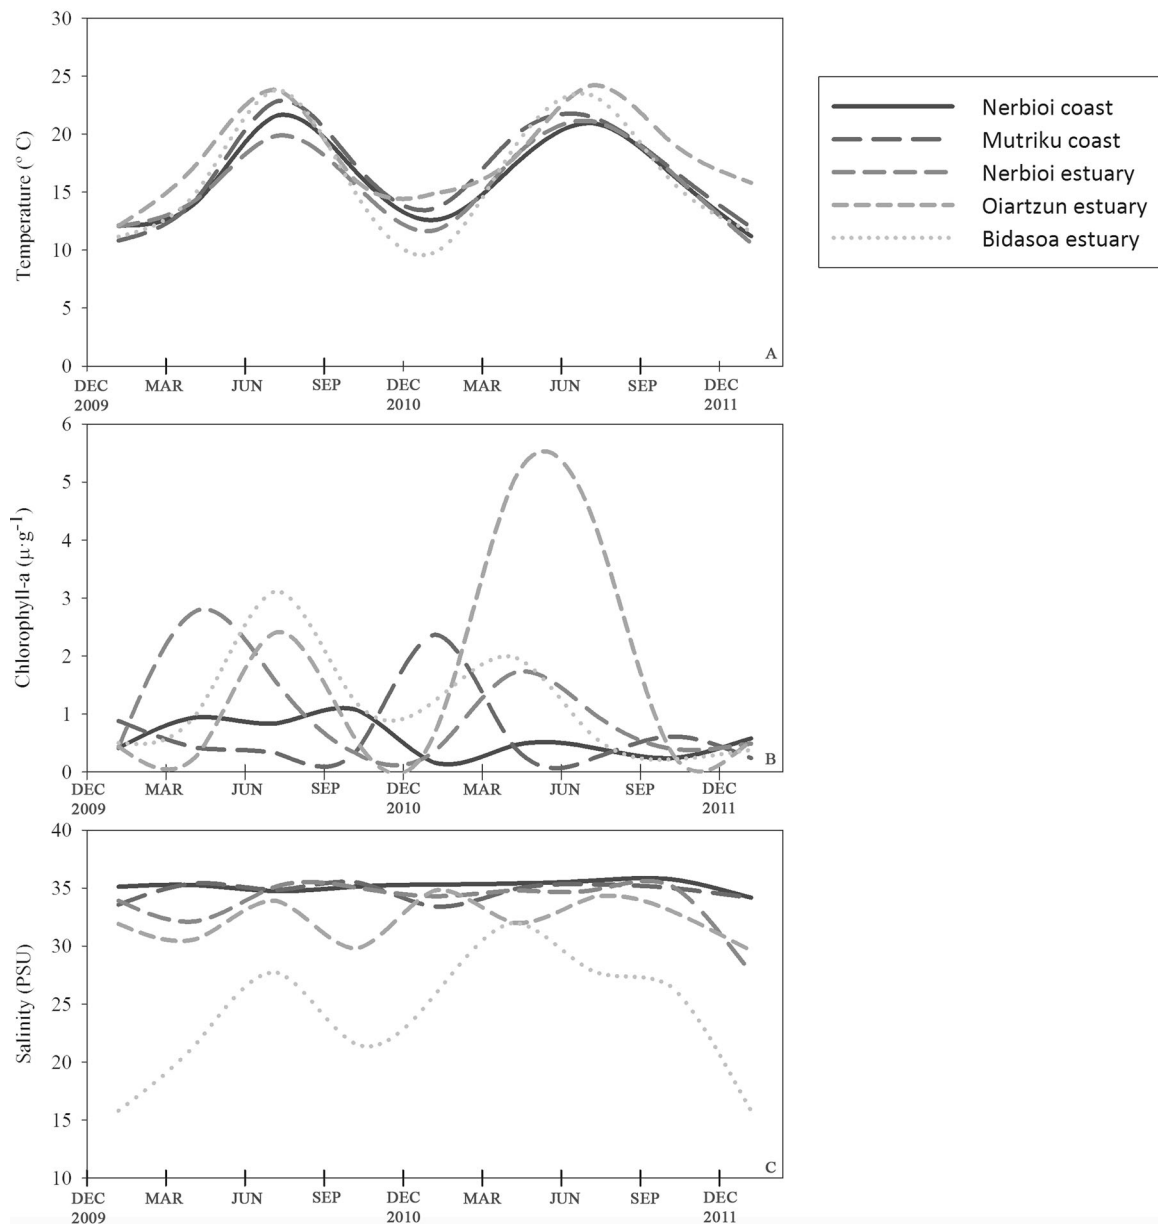 30
25
20
15
10
5
0
Temperature (º C)
A
DEC MAR JUN SEP DEC MAR JUN SEP DEC
2009 2010 2011
Nerbioi coast
Mutriku coast
Nerbioi estuary
Oiartzun estuary
Bidasoa estuary
6
5
4
3
2
1
0
Chlorophyll-a (µ·g⁻¹)
B
DEC MAR JUN SEP DEC MAR JUN SEP DEC
2009 2010 2011
40
35
30
25
20
15
10
Salinity (PSU)
C
DEC MAR JUN SEP DEC MAR JUN SEP DEC
2009 2010 2011